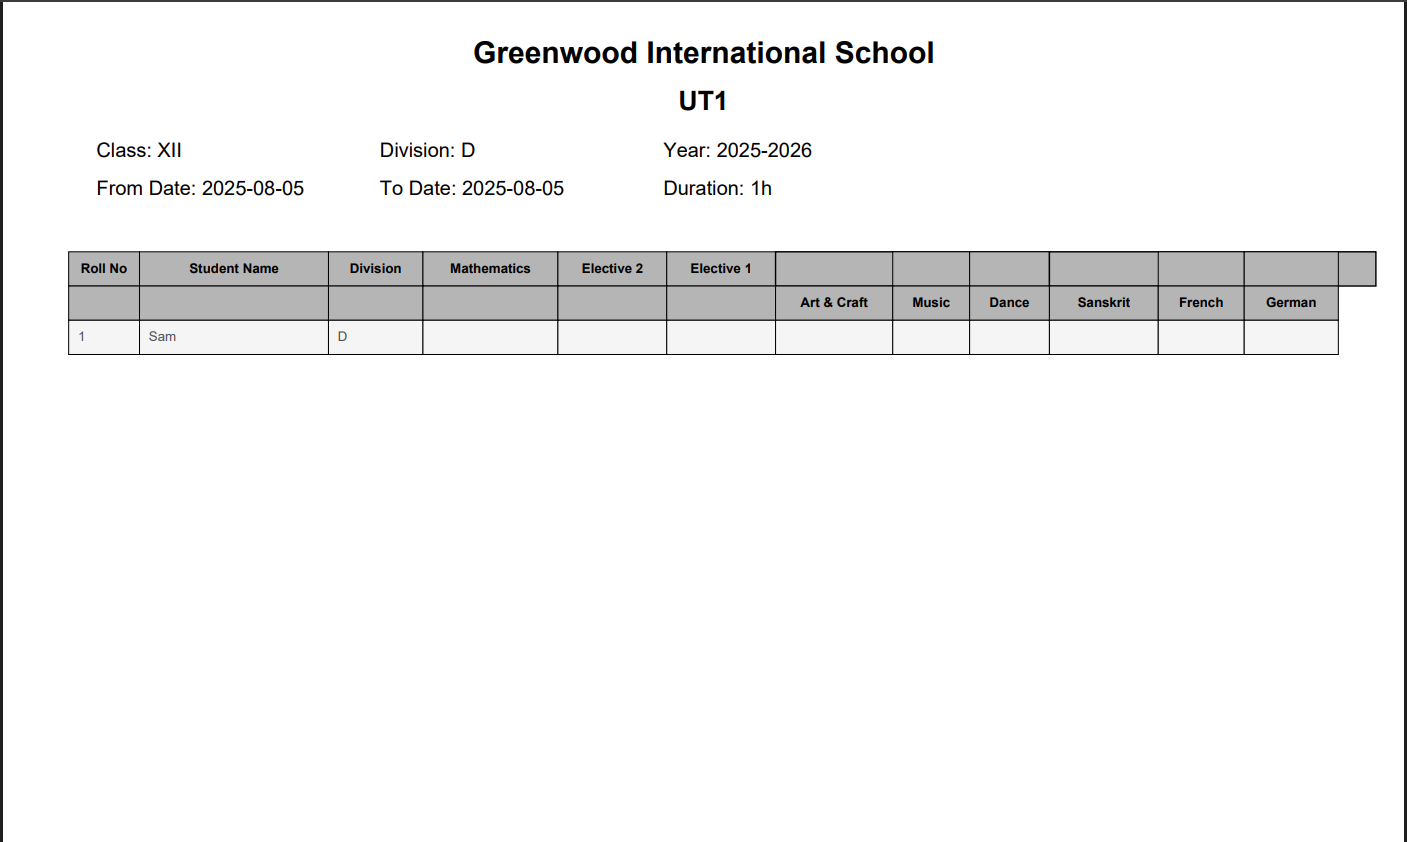 Greenwood International School
UT1
Class: XII Division: D Year: 2025-2026
From Date: 2025-08-05 To Date: 2025-08-05 Duration: 1h
Roll No Student Name Division Mathematics Elective 2 Elective 1
Art & Craft Music Dance Sanskrit French German
1 Sam D